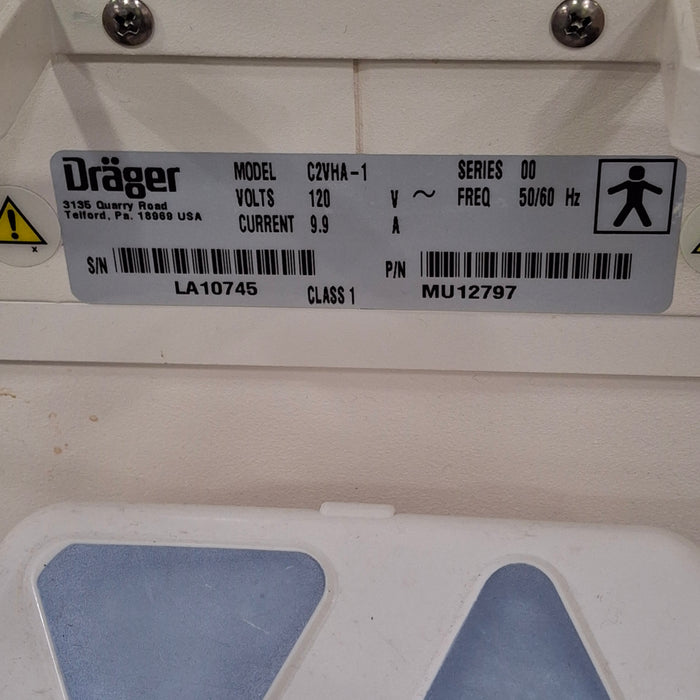 Dräger
3135 Quarry Road
Telford, Pa. 18969 USA
MODEL C2VHA-1 SERIES 00
VOLTS 120 V ~ FREQ 50/60 Hz
CURRENT 9.9 A
S/N P/N
LA10745 CLASS 1 MU12797
x